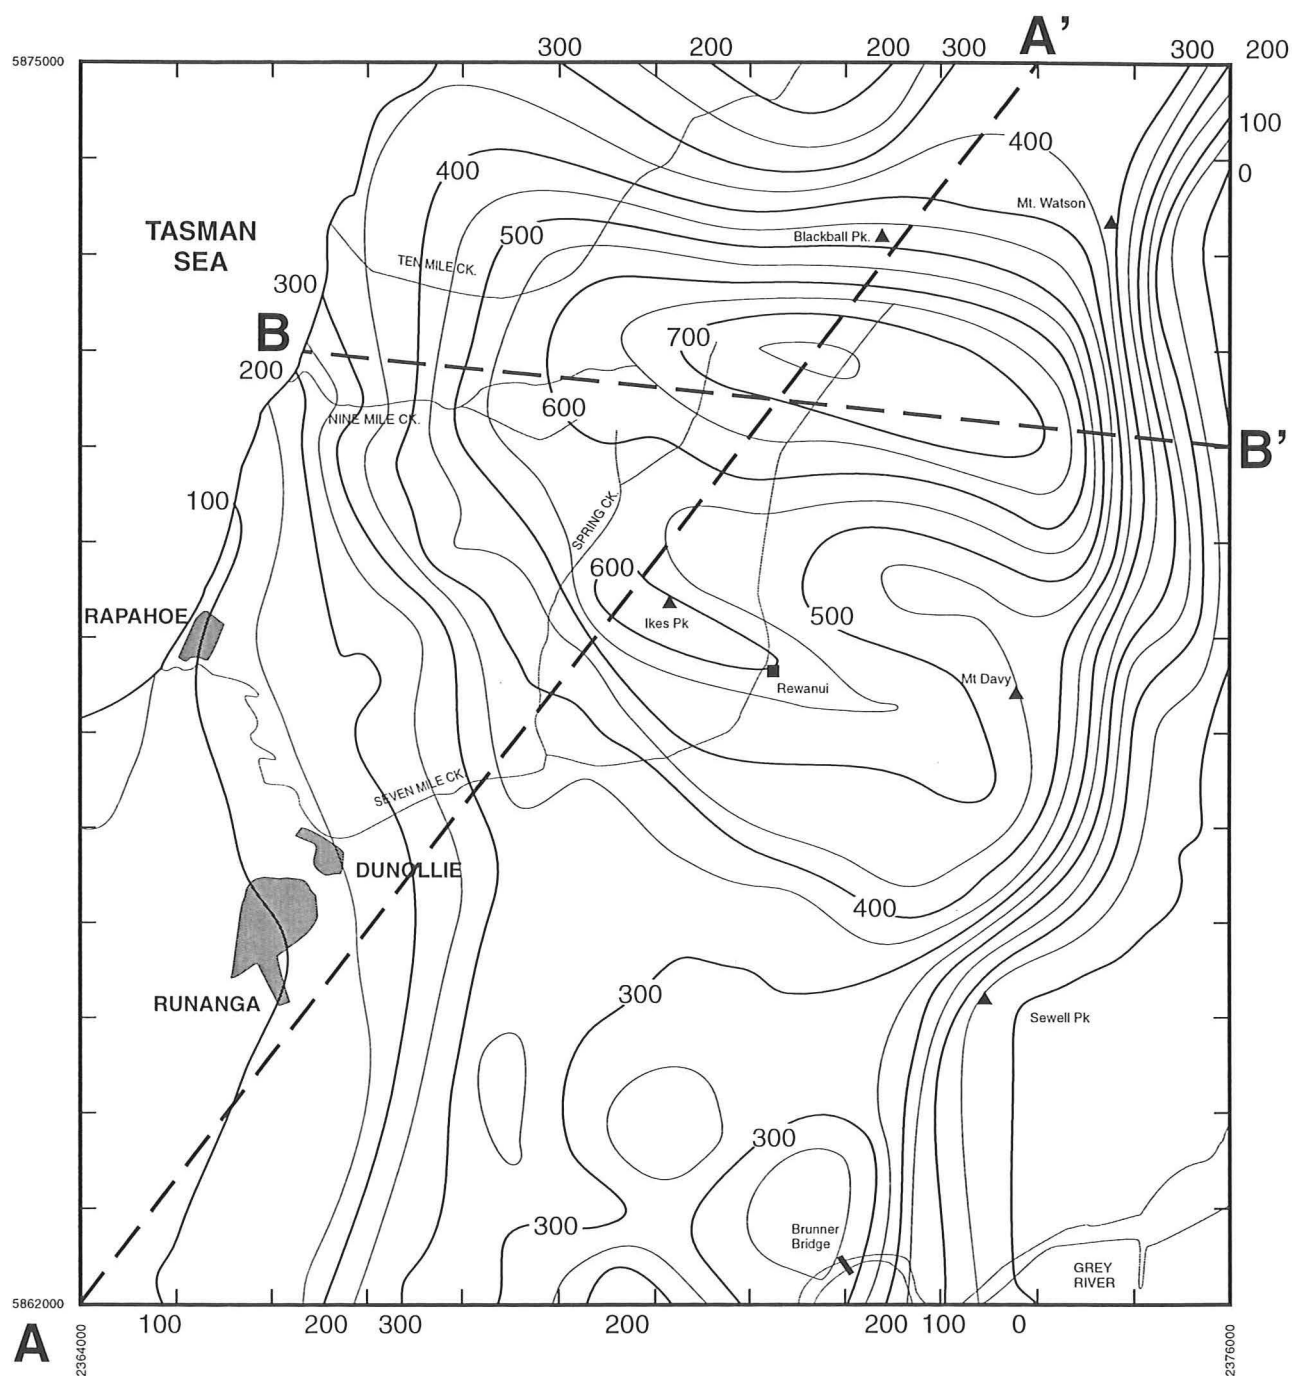 A’
300
200
200
300
300
200
5875000
100
400
0
400
Mt. Watson
TASMAN
SEA
500
Blackball Pk.
TEN MILE CK.
300
B
700
200
600
NINE MILE CK.
B’
100
SPRING CK.
600
RAPAHOE
Ikes Pk
500
Mt Davy
Rewanui
SEVEN MILE CK.
DUNOLLIE
400
300
RUNANGA
Sewell Pk
300
300
Brunner
Bridge
GREY
RIVER
5862000
A
2364000
100
200
300
200
200
100
0
2376000